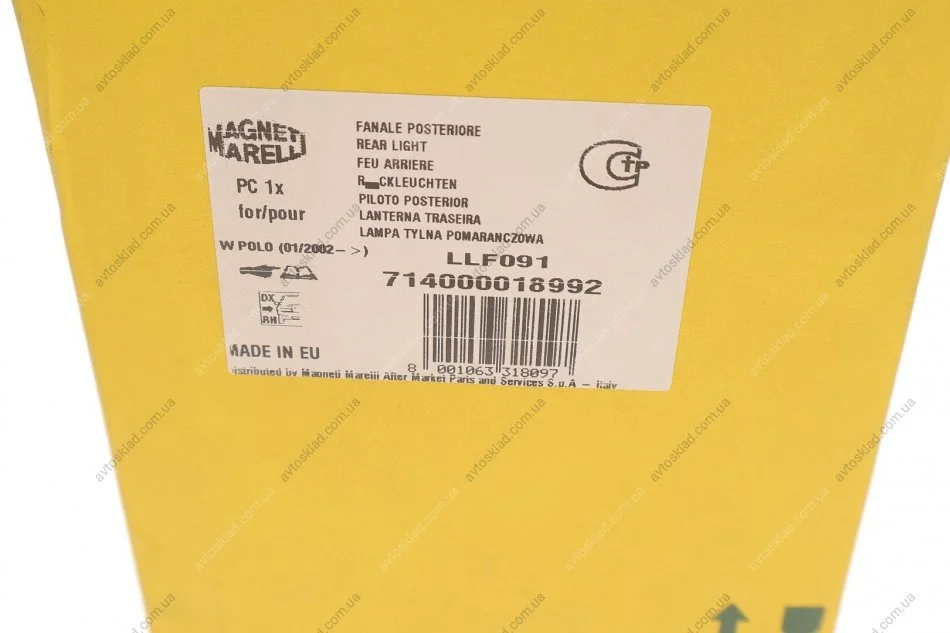 MAGNETI
MARELLI
PC 1x
for/pour
W POLO (01/2002- >)
DX
RH
MADE IN EU
FANALE POSTERIORE
REAR LIGHT
FEU ARRIERE
R▬CKLEUCHTEN
PILOTO POSTERIOR
LANTERNA TRASEIRA
LAMPA TYLNA POMARANCZOWA
LLF091
714000018992
8 001063 318097
istributed by Magneti Marelli After Market Parts and Services S.p.A - Italy
CTP
avtosklad.com.ua